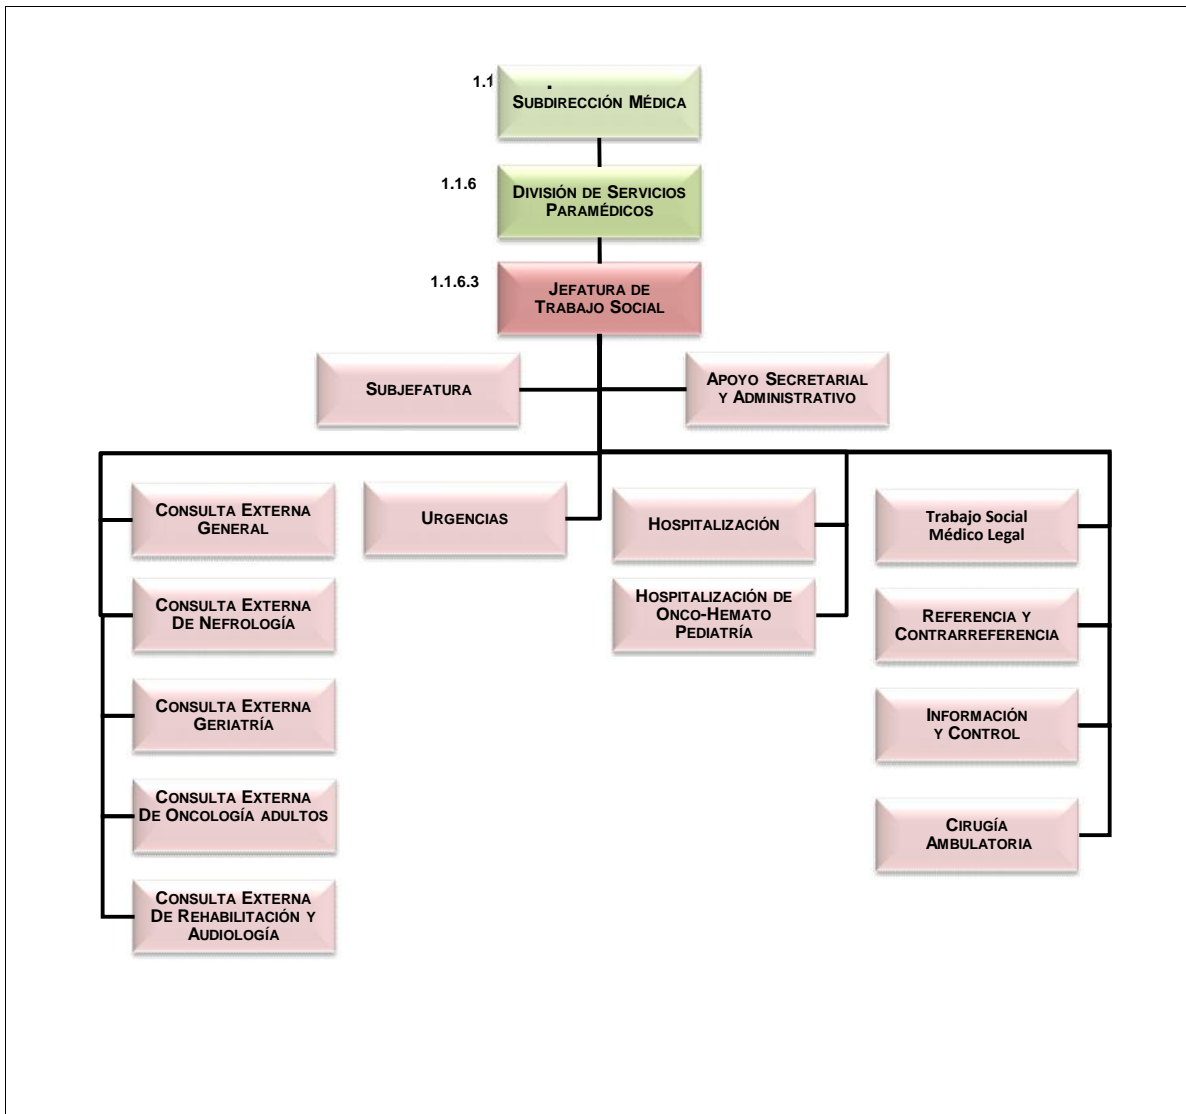 1.1
.
SUBDIRECCIÓN MÉDICA
1.1.6
DIVISIÓN DE SERVICIOS
PARAMÉDICOS
1.1.6.3
JEFATURA DE
TRABAJO SOCIAL
SUBJEFATURA
APOYO SECRETARIAL
Y ADMINISTRATIVO
CONSULTA EXTERNA
GENERAL
CONSULTA EXTERNA
DE NEFROLOGÍA
CONSULTA EXTERNA
GERIATRÍA
CONSULTA EXTERNA
DE ONCOLOGÍA ADULTOS
CONSULTA EXTERNA
DE REHABILITACIÓN Y
AUDIOLOGÍA
URGENCIAS
HOSPITALIZACIÓN
HOSPITALIZACIÓN DE
ONCO-HEMATO
PEDIATRÍA
Trabajo Social
Médico Legal
REFERENCIA Y
CONTRARREFERENCIA
INFORMACIÓN
Y CONTROL
CIRUGÍA
AMBULATORIA